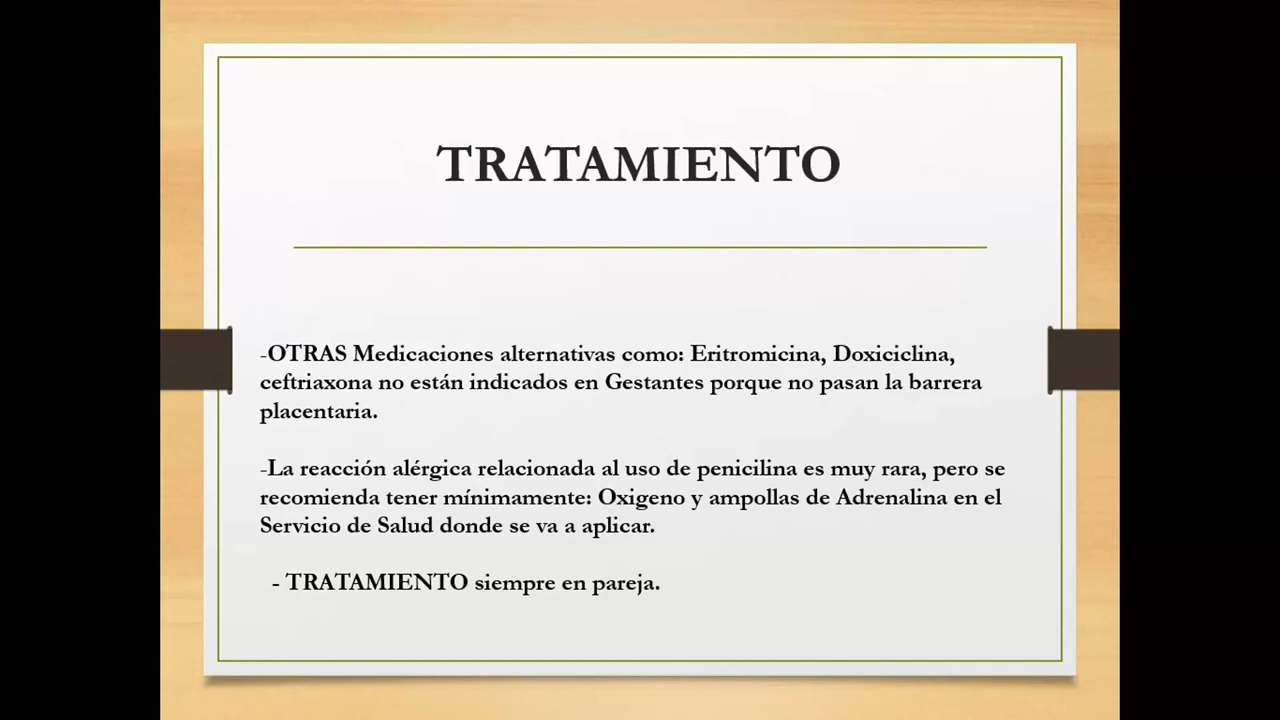 TRATAMIENTO
-OTRAS Medicaciones alternativas como: Eritromicina, Doxiciclina,
ceftriaxona no están indicados en Gestantes porque no pasan la barrera
placentaria.
-La reacción alérgica relacionada al uso de penicilina es muy rara, pero se
recomienda tener mínimamente: Oxigeno y ampollas de Adrenalina en el
Servicio de Salud donde se va a aplicar.
- TRATAMIENTO siempre en pareja.